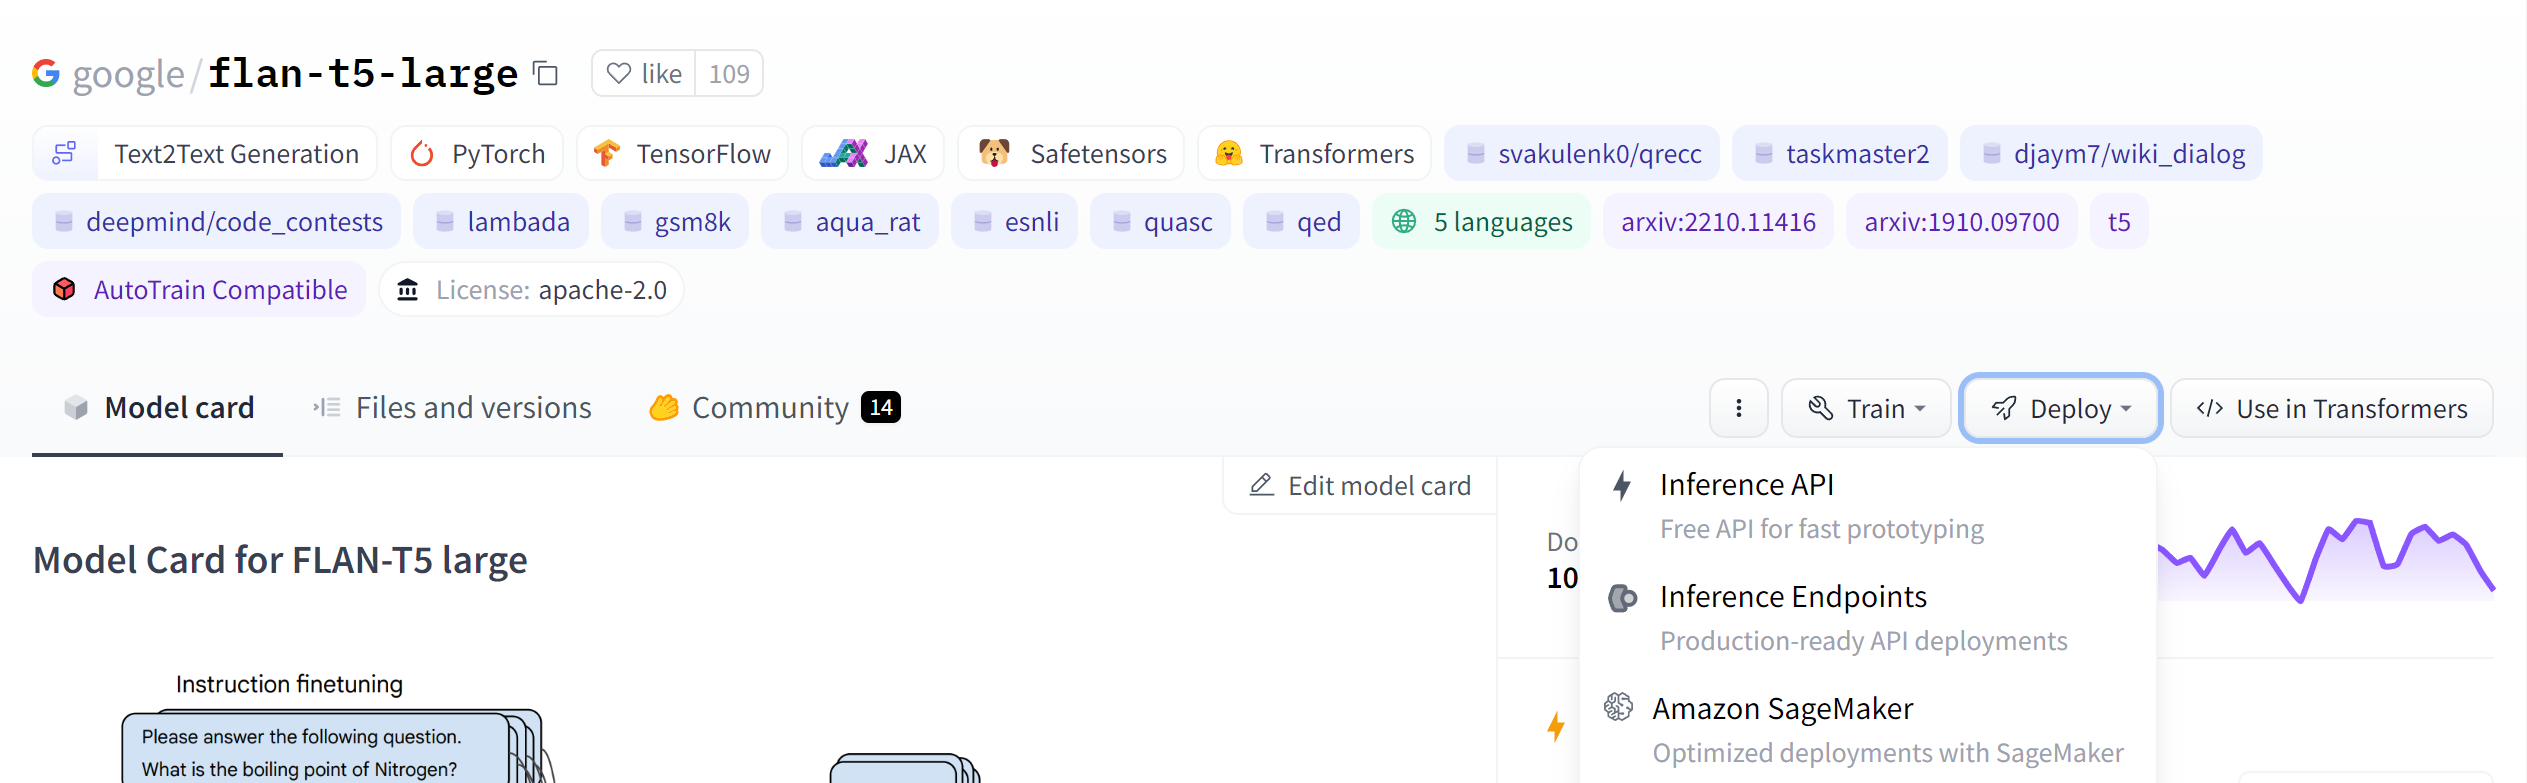 google/flan-t5-large like 109
Text2Text Generation PyTorch TensorFlow JAX Safetensors Transformers svakulenk0/qrecc taskmaster2 djaym7/wiki_dialog
deepmind/code_contests lambada gsm8k aqua_rat esnli quasc qed 5 languages arxiv:2210.11416 arxiv:1910.09700 t5
AutoTrain Compatible License: apache-2.0
Model card Files and versions Community 14 Train Deploy </> Use in Transformers
Edit model card
Inference API
Free API for fast prototyping
Do
10
Model Card for FLAN-T5 large
Inference Endpoints
Production-ready API deployments
Amazon SageMaker
Optimized deployments with SageMaker
Instruction finetuning
Please answer the following question.
What is the boiling point of Nitrogen?